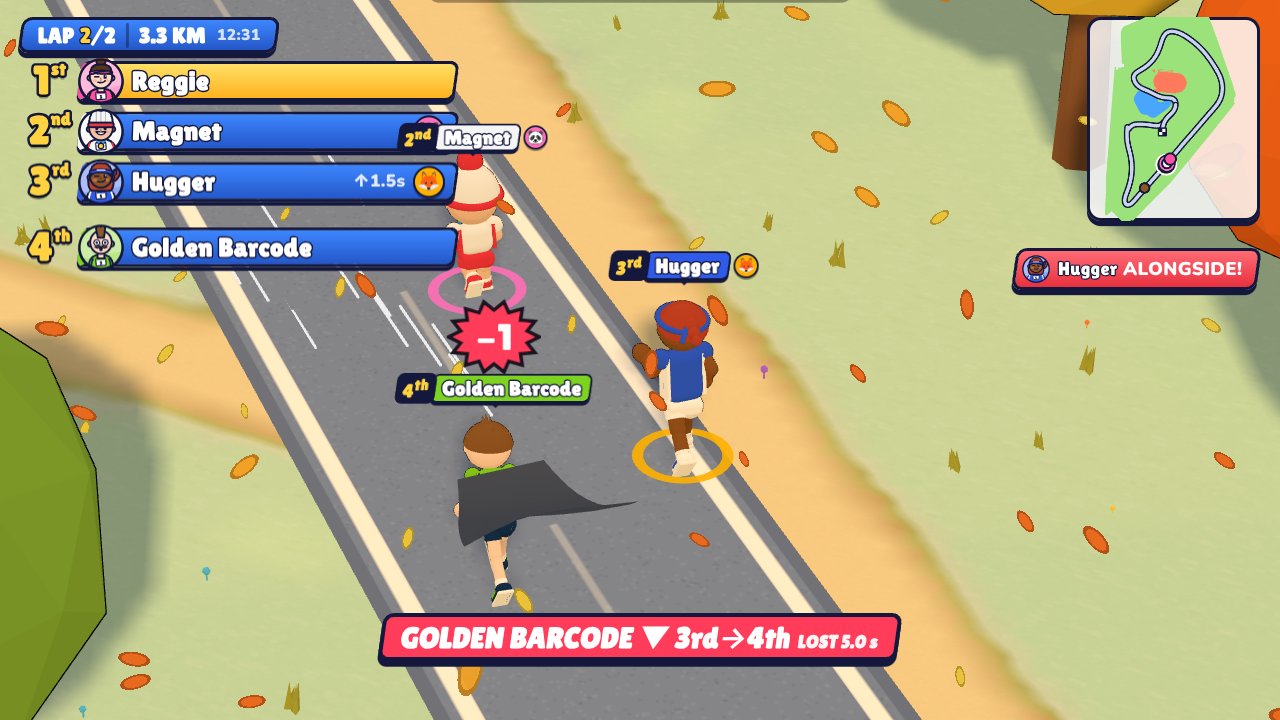 LAP 2/2 3.3 KM 12:31
1st Reggie
2nd Magnet
2nd Magnet
3rd Hugger ↑1.5s
4th Golden Barcode
3rd Hugger
Hugger ALONGSIDE!
-1
4th Golden Barcode
GOLDEN BARCODE ▼ 3rd→4th LOST 5.0 s